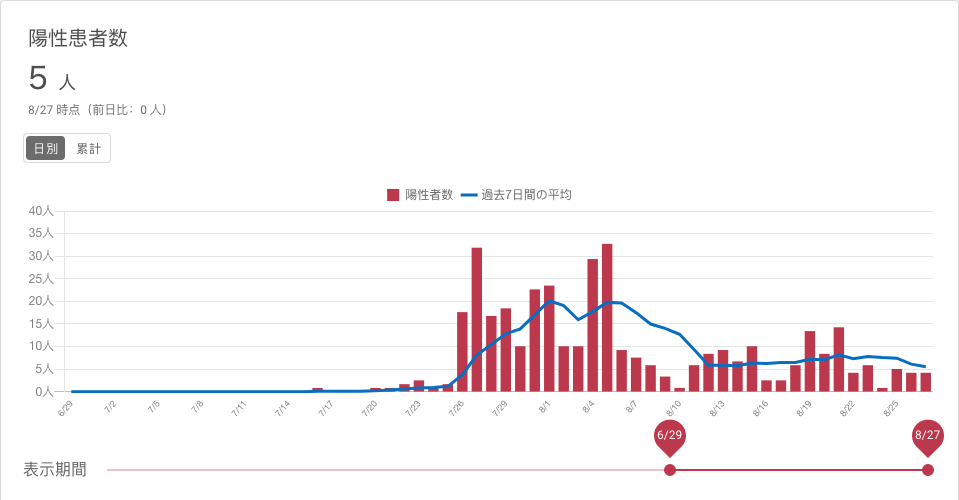 陽性患者数
5 人
8/27 時点（前日比：0 人）
日別 累計
陽性者数 過去7日間の平均
40人
35人
30人
25人
20人
15人
10人
5人
0人
6/29 7/2 7/5 7/8 7/11 7/14 7/17 7/20 7/23 7/26 7/29 8/1 8/4 8/7 8/10 8/13 8/16 8/19 8/22 8/25
6/29 8/27
表示期間